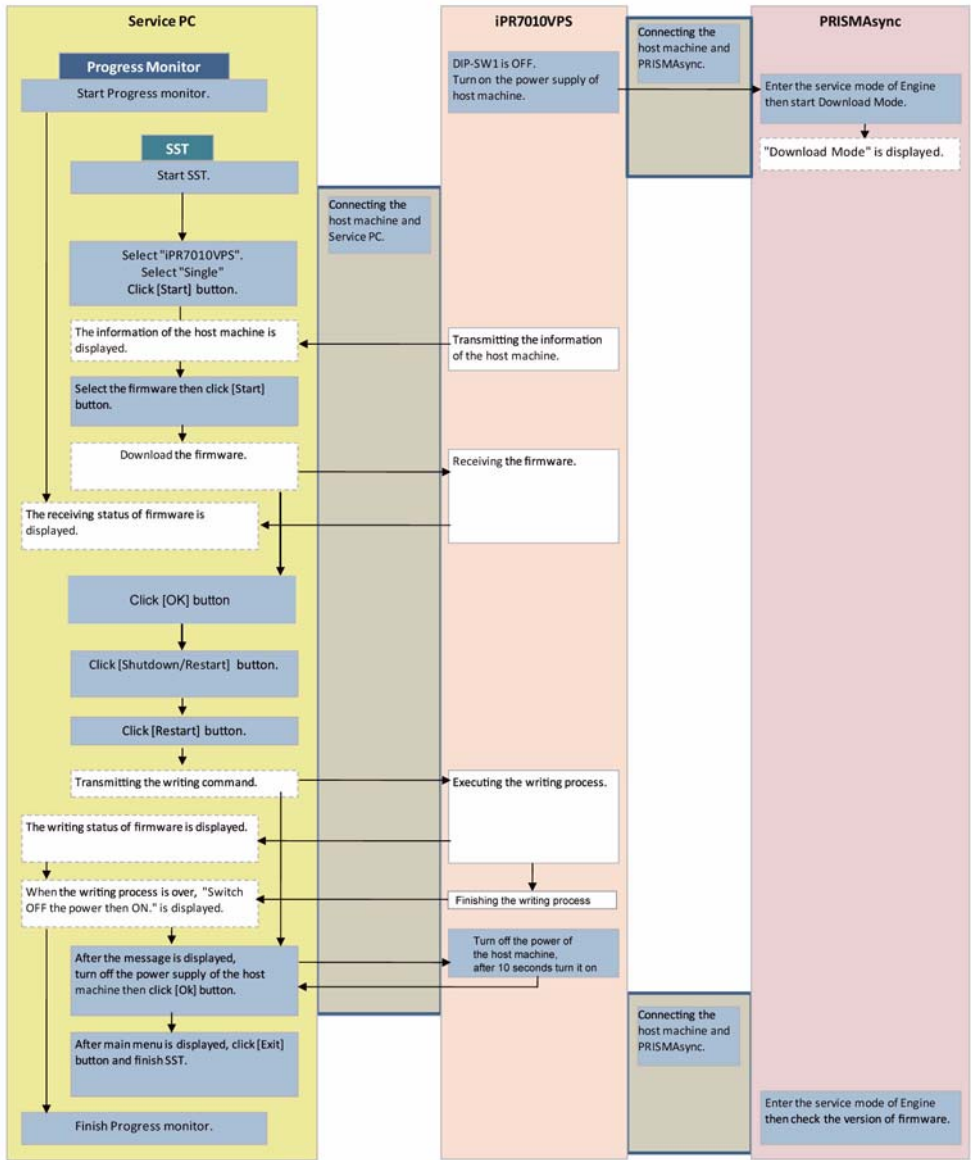 Service PC
iPR7010VPS
PRISMAsync
Progress Monitor
Start Progress monitor.
DIP-SW1 is OFF.
Turn on the power supply of
host machine.
Connecting the
host machine and
PRISMAsync.
Enter the service mode of Engine
then start Download Mode.
"Download Mode" is displayed.
SST
Start SST.
Connecting the
host machine and
Service PC.
Select "iPR7010VPS".
Select "Single"
Click [Start] button.
The information of the host machine is
displayed.
Transmitting the information
of the host machine.
Select the firmware then click [Start]
button.
Download the firmware.
Receiving the firmware.
The receiving status of firmware is
displayed.
Click [OK] button
Click [Shutdown/Restart] button.
Click [Restart] button.
Transmitting the writing command.
Executing the writing process.
The writing status of firmware is displayed.
When the writing process is over, "Switch
OFF the power then ON." is displayed.
Finishing the writing process
After the message is displayed,
turn off the power supply of the host
machine then click [Ok] button.
Turn off the power of
the host machine,
after 10 seconds turn it on
Connecting the
host machine and
PRISMAsync.
After main menu is displayed, click [Exit]
button and finish SST.
Finish Progress monitor.
Enter the service mode of Engine
then check the version of firmware.